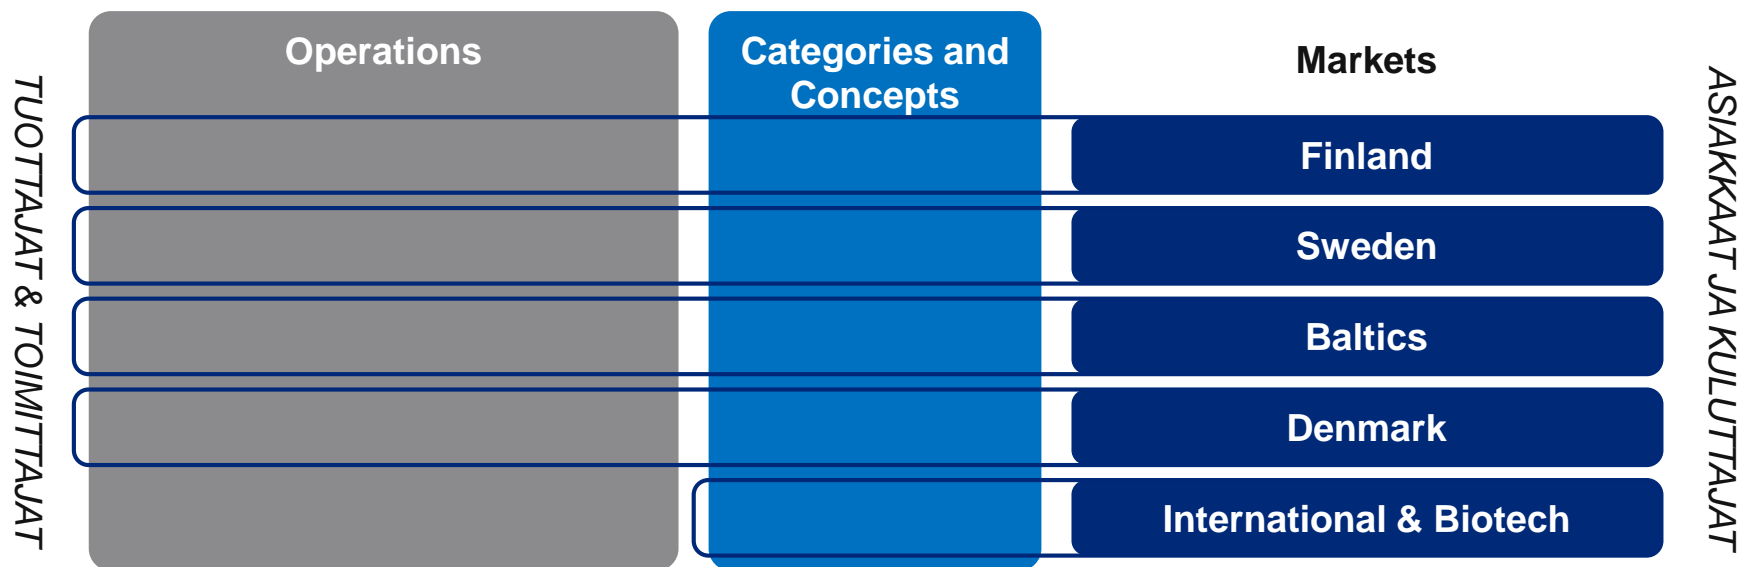 TUOTTAJAT & TOIMITTAJAT
Operations
Categories and
Concepts
Markets
Finland
Sweden
Baltics
Denmark
International & Biotech
ASIAKKAAT JA KULUTTAJAT